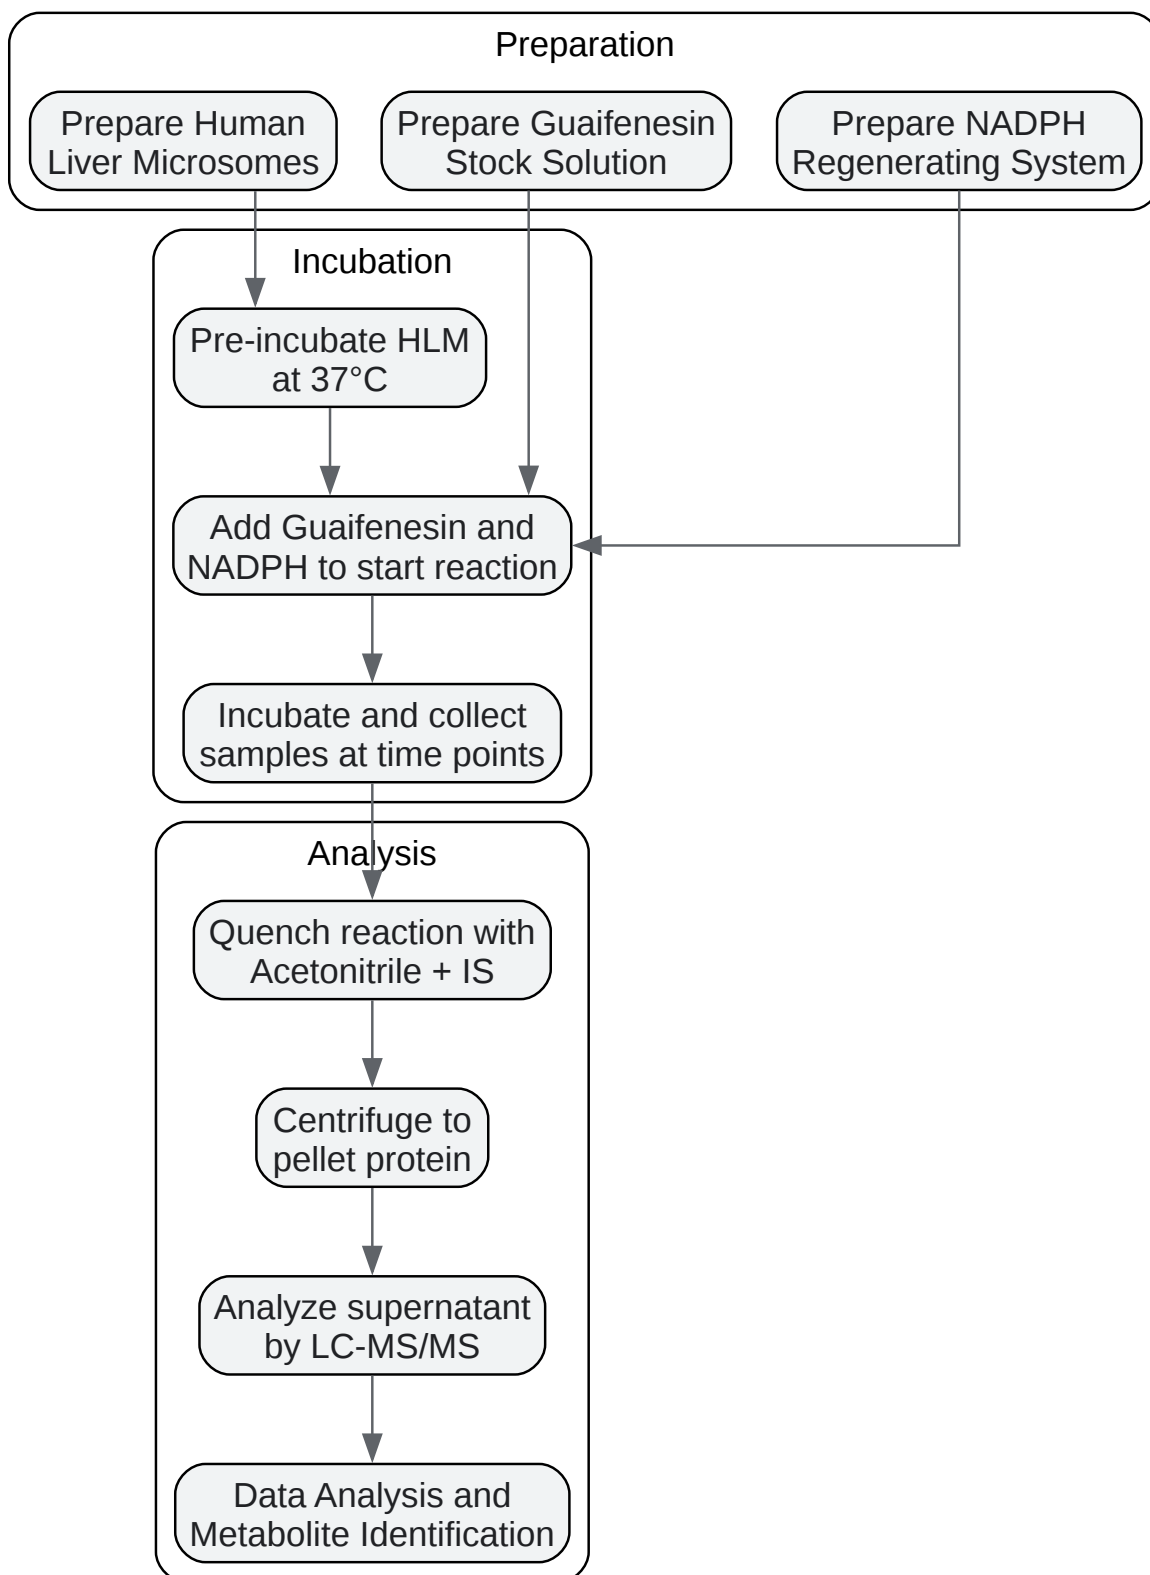 Preparation
Prepare Human
Liver Microsomes
Prepare Guaifenesin
Stock Solution
Prepare NADPH
Regenerating System
Incubation
Pre-incubate HLM
at 37°C
Add Guaifenesin and
NADPH to start reaction
Incubate and collect
samples at time points
Analysis
Quench reaction with
Acetonitrile + IS
Centrifuge to
pellet protein
Analyze supernatant
by LC-MS/MS
Data Analysis and
Metabolite Identification